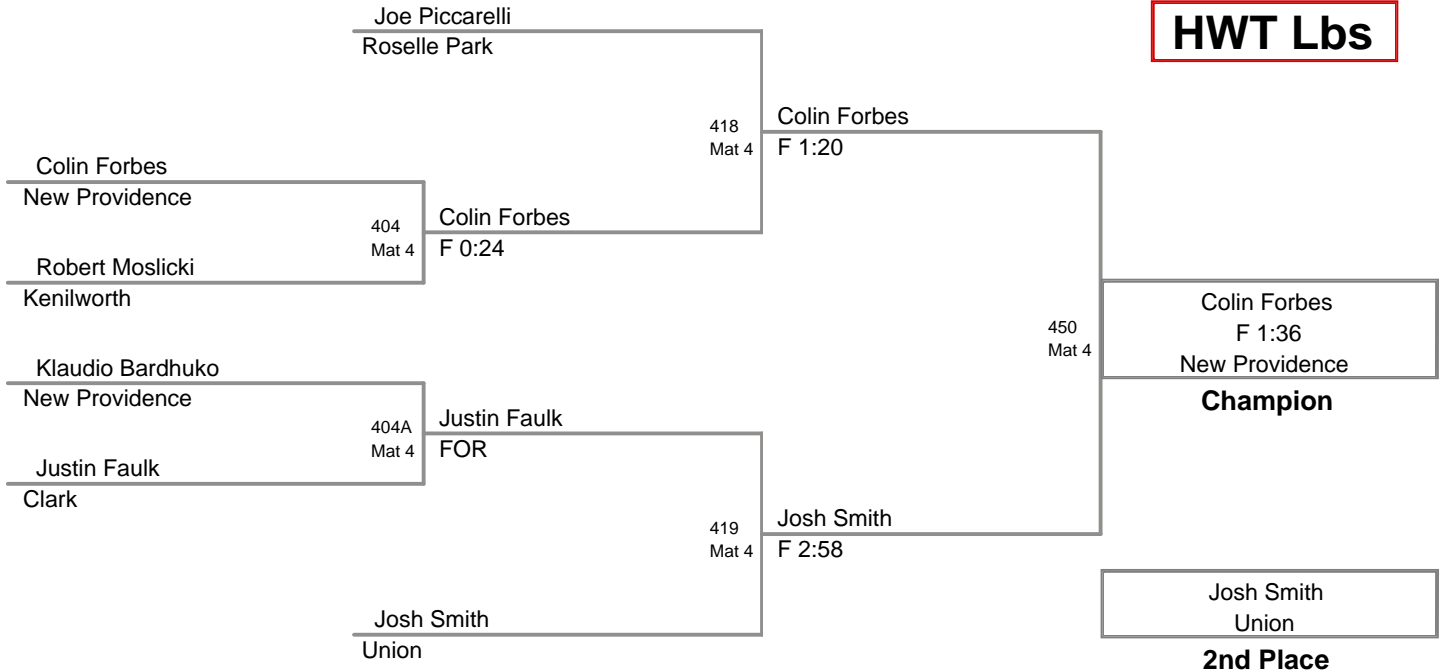 Joe Piccarelli
Roselle Park
HWT Lbs
418
Mat 4
Colin Forbes
F 1:20
Colin Forbes
New Providence
404
Mat 4
Colin Forbes
F 0:24
Robert Moslicki
Kenilworth
450
Mat 4
Colin Forbes
F 1:36
New Providence
Champion
Klaudio Bardhuko
New Providence
404A
Mat 4
Justin Faulk
FOR
Justin Faulk
Clark
419
Mat 4
Josh Smith
F 2:58
Josh Smith
Union
Josh Smith
Union
2nd Place